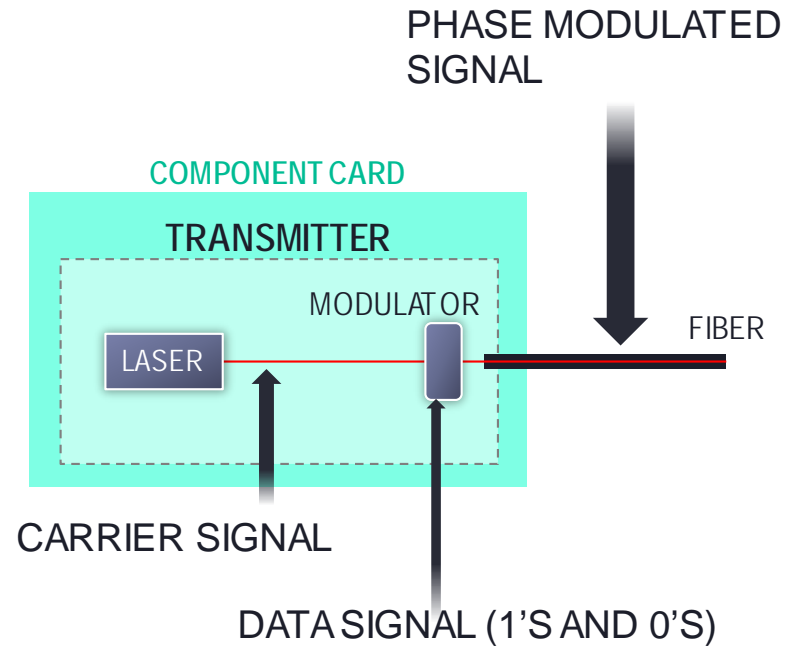 PHASE MODULATED
SIGNAL
COMPONENT CARD
TRANSMITTER
MODULATOR
FIBER
LASER
CARRIER SIGNAL
DATA SIGNAL (1’S AND 0’S)